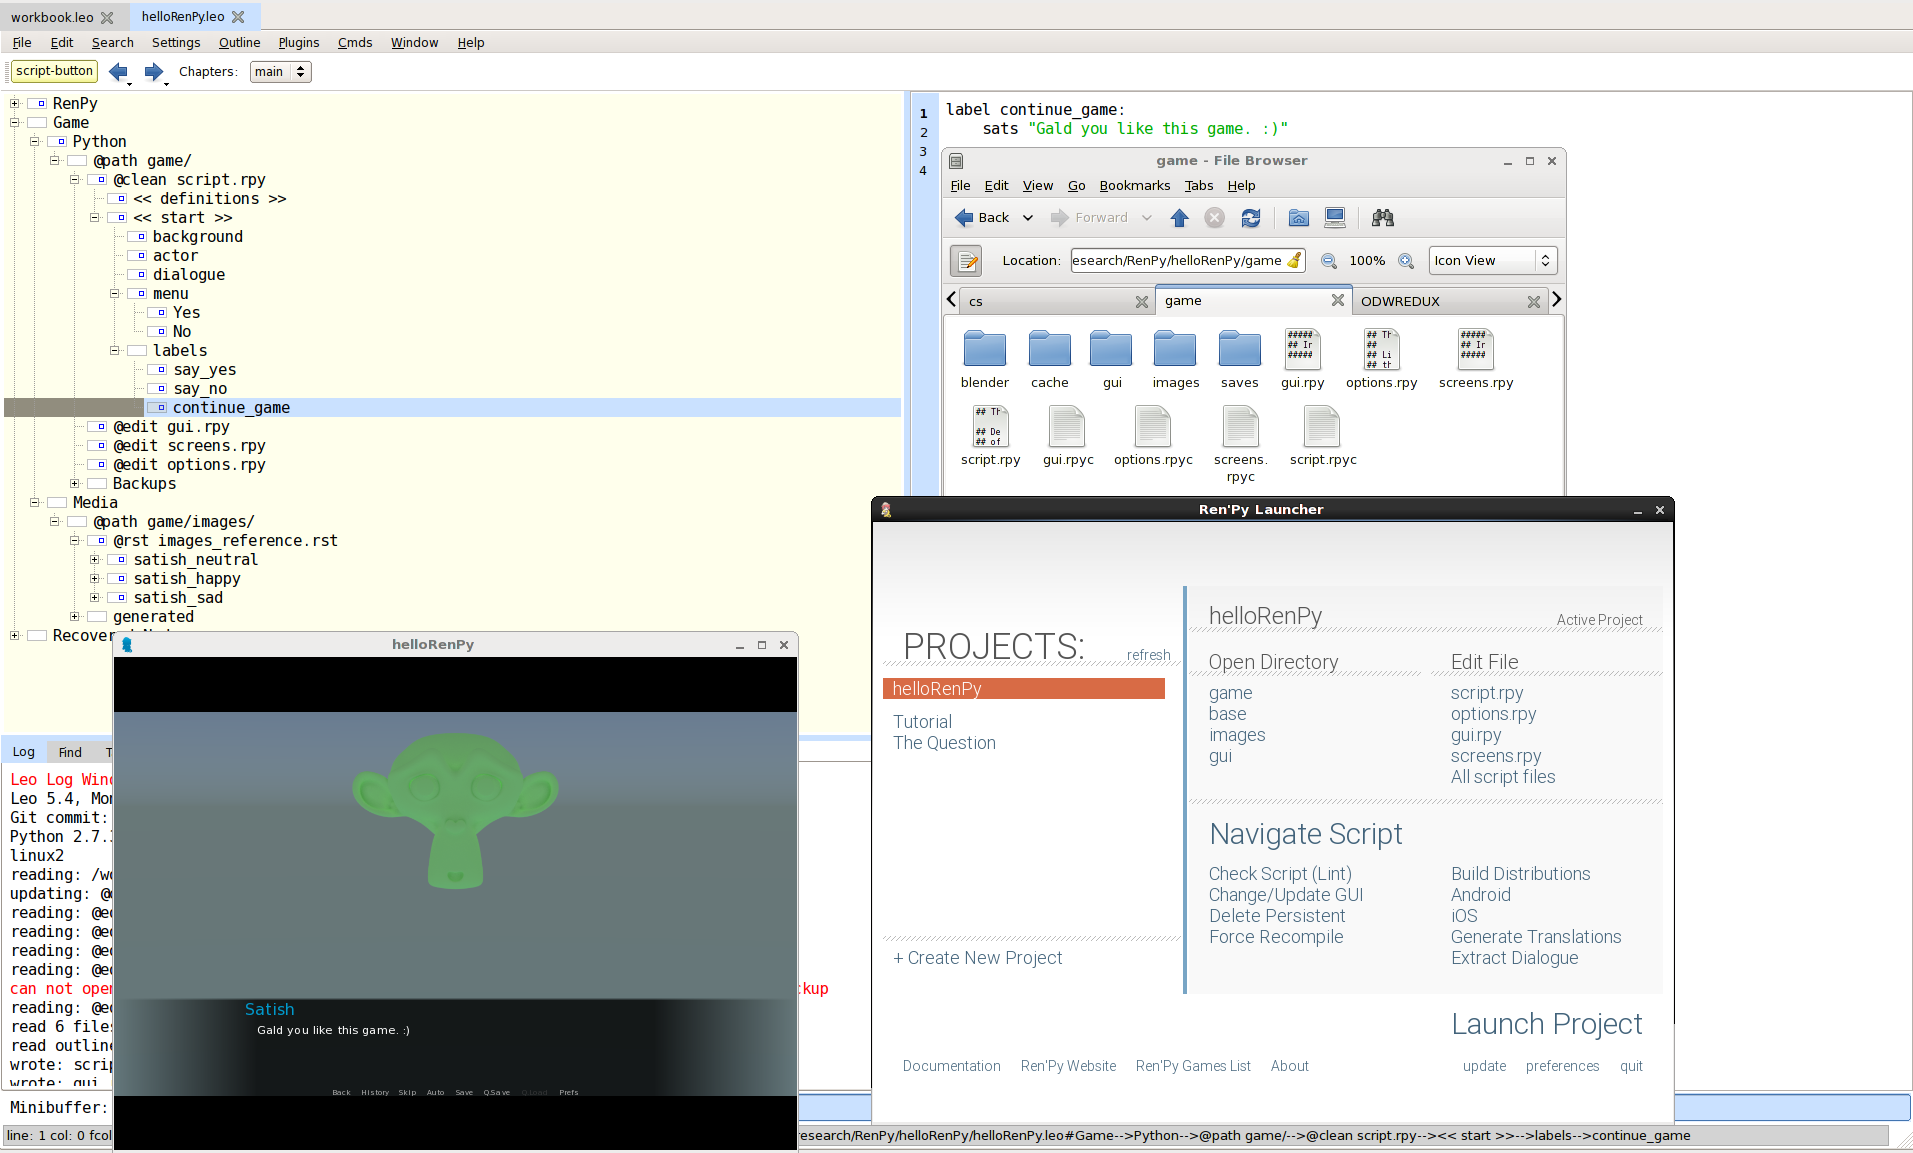 workbook.leo
helloRenPy.leo
File Edit Search Settings Outline Plugins Cmds Window Help
script-button
Chapters: main
RenPy
Game
Python
@path game/
@clean script.rpy
<< definitions >>
<< start >>
background
actor
dialogue
menu
Yes
No
labels
say_yes
say_no
continue_game
@edit gui.rpy
@edit screens.rpy
@edit options.rpy
Backups
Media
@path game/images/
@rst images_reference.rst
satish_neutral
satish_happy
satish_sad
generated
1 label continue_game:
2 sats "Gald you like this game. :)"
3
4
game - File Browser
File Edit View Go Bookmarks Tabs Help
Back Forward
Location: esearch/RenPy/helloRenPy/game 100% Icon View
cs game ODWREDUX
## Th
##### ## #####
## Ir ## Li ## Ir
##### ## th #####
blender cache gui images saves gui.rpy options.rpy screens.rpy
## Th
## De
## of
script.rpy gui.rpyc options.rpyc screens. script.rpyc
rpyc
Ren'Py Launcher
PROJECTS: refresh
helloRenPy
Tutorial
The Question
+ Create New Project
helloRenPy Active Project
Open Directory
game
base
images
gui
Edit File
script.rpy
options.rpy
gui.rpy
screens.rpy
All script files
Navigate Script
Check Script (Lint)
Change/Update GUI
Delete Persistent
Force Recompile
Build Distributions
Android
iOS
Generate Translations
Extract Dialogue
Launch Project
Documentation Ren'Py Website Ren'Py Games List About update preferences quit
helloRenPy
Satish
Gald you like this game. :)
Back History Skip Auto Save Q.Save Q.Load Prefs
Log Find T
Leo Log
Leo 5.4,
Git commit:
Python 2.7.
linux2
reading:
updating:
reading:
reading:
reading:
reading:
can not ckup
reading:
read 6
read
wrote:
wrote: gui
Minibuffer:
line: 1 col: 0 fcol
esearch/RenPy/helloRenPy/helloRenPy.leo#Game-->Python-->@path game/-->@clean script.rpy--><< start >>-->labels-->continue_game